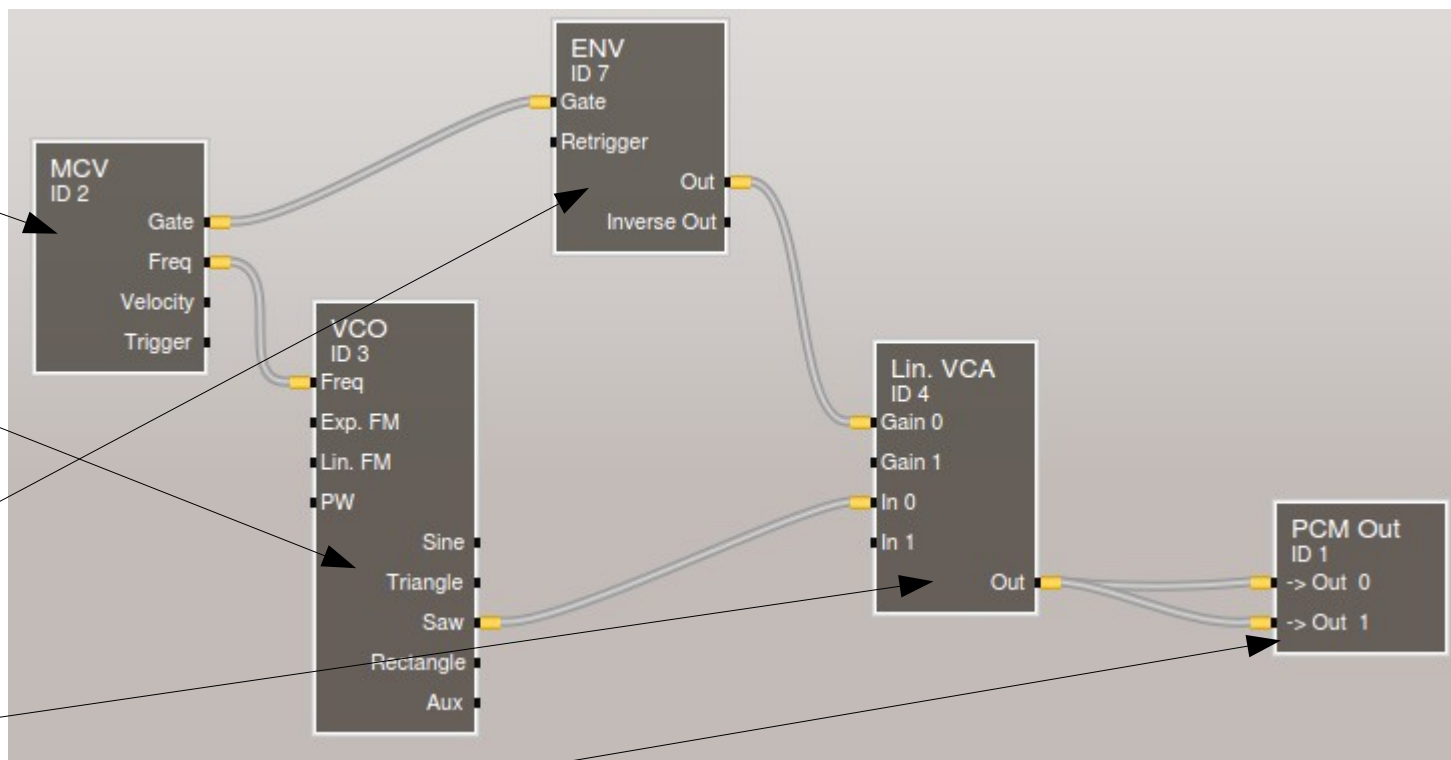 MCV
ID 2
Gate
Freq
Velocity
Trigger
ENV
ID 7
Gate
Retrigger
Out
Inverse Out
VCO
ID 3
Freq
Exp. FM
Lin. FM
PW
Sine
Triangle
Saw
Rectangle
Aux
Lin. VCA
ID 4
Gain 0
Gain 1
In 0
In 1
Out
PCM Out
ID 1
-> Out 0
-> Out 1